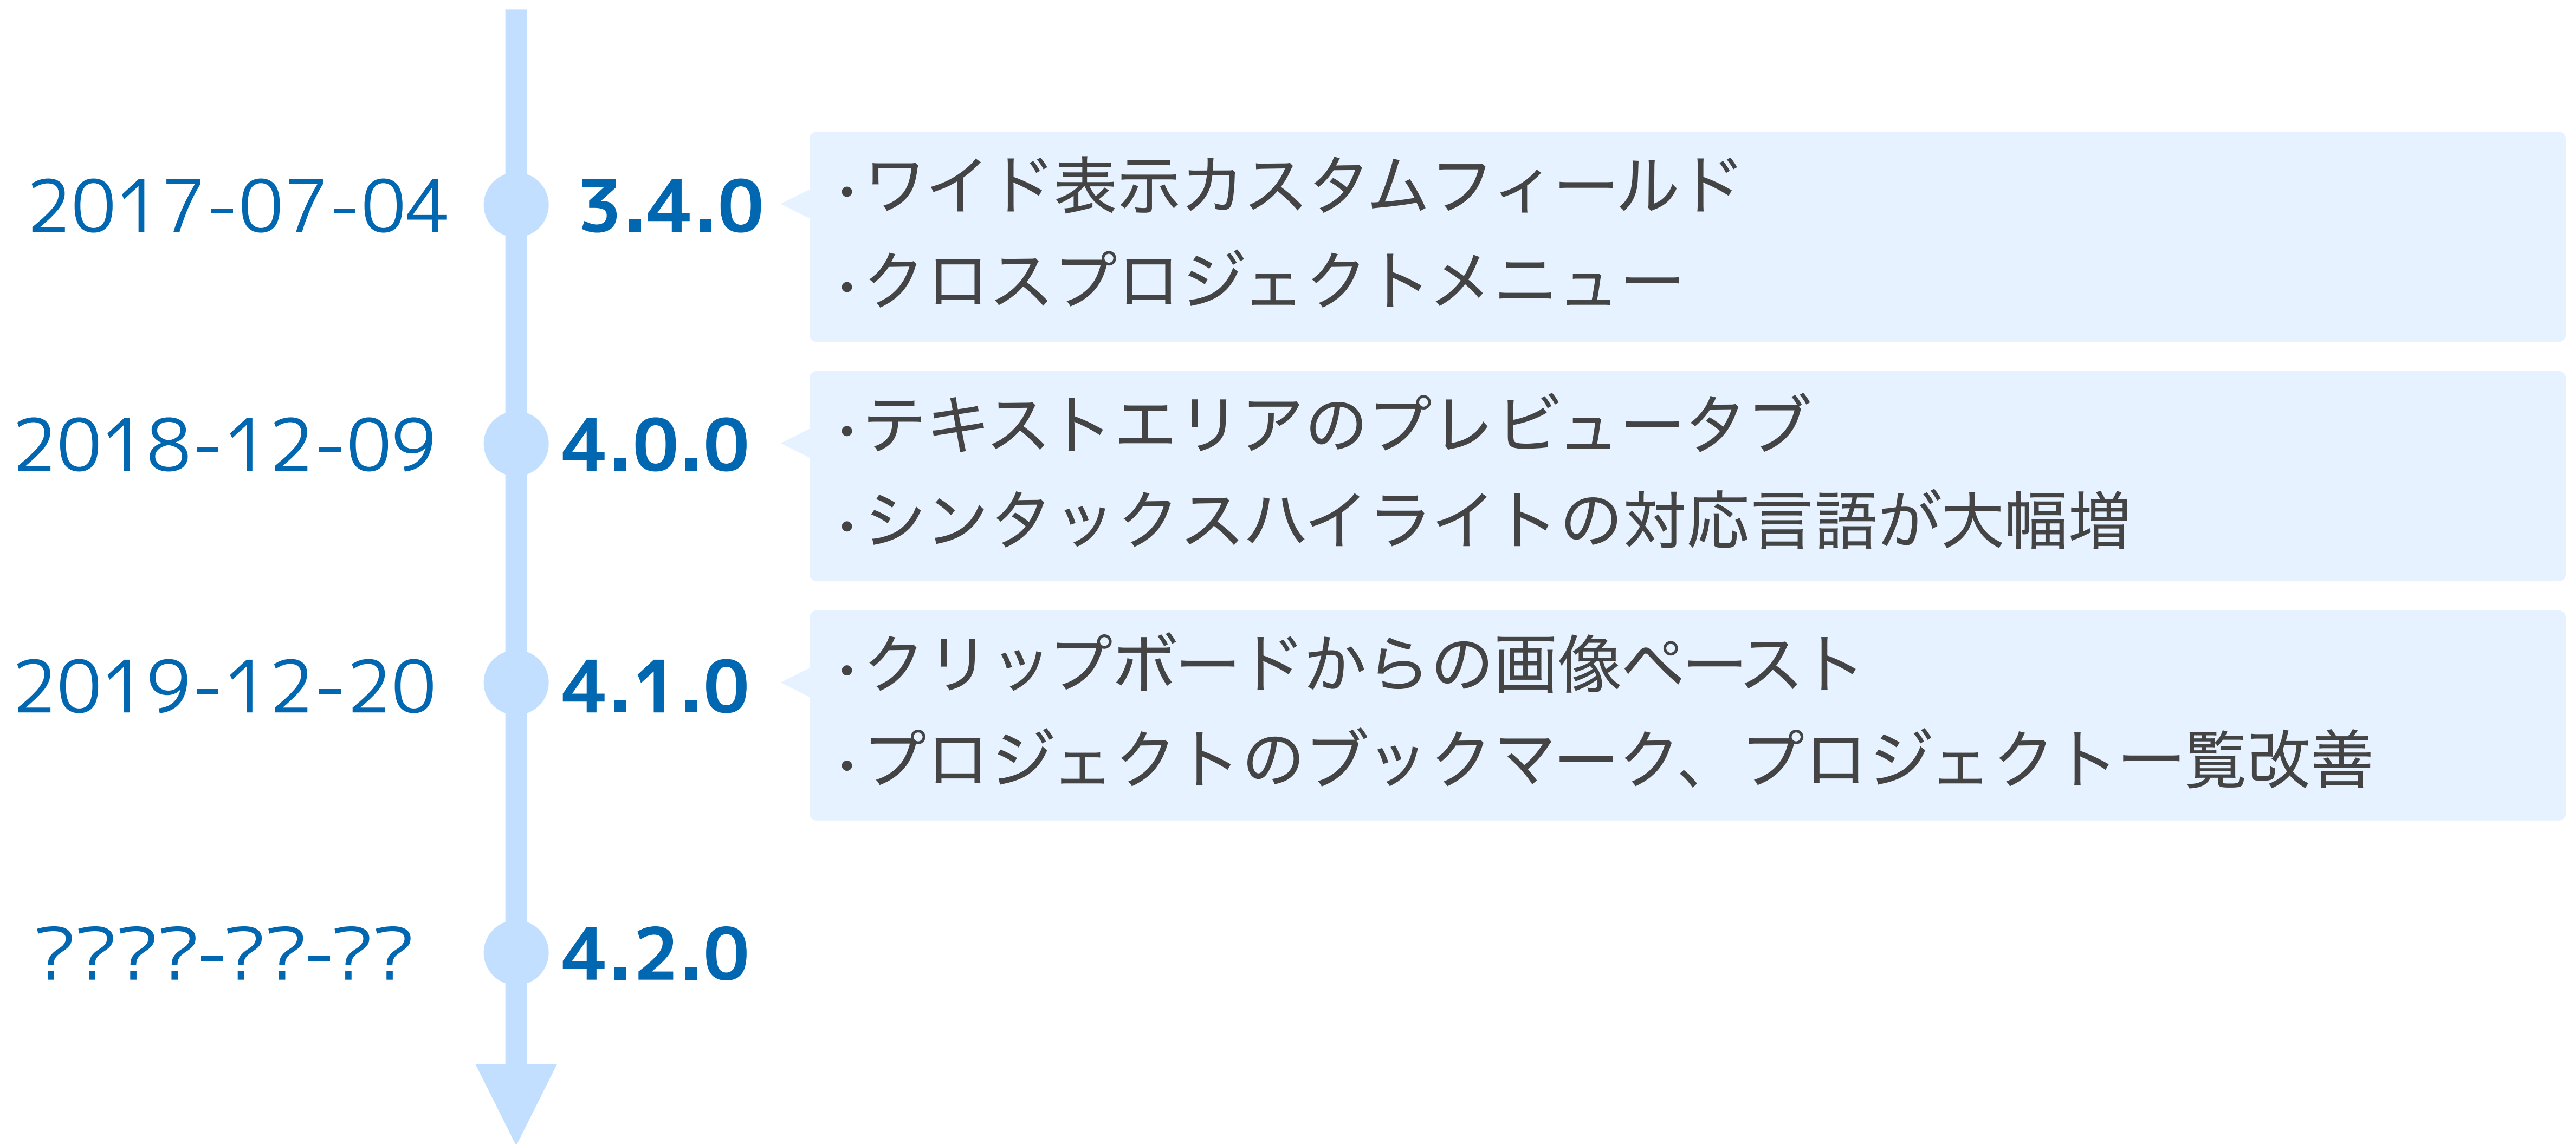 2017-07-04
3.4.0
・ワイド表示カスタムフィールド
・クロスプロジェクトメニュー
2018-12-09
4.0.0
・テキストエリアのプレビュータブ
・シンタックスハイライトの対応言語が大幅増
2019-12-20
4.1.0
・クリップボードからの画像ペースト
・プロジェクトのブックマーク、プロジェクト一覧改善
????-??-??
4.2.0